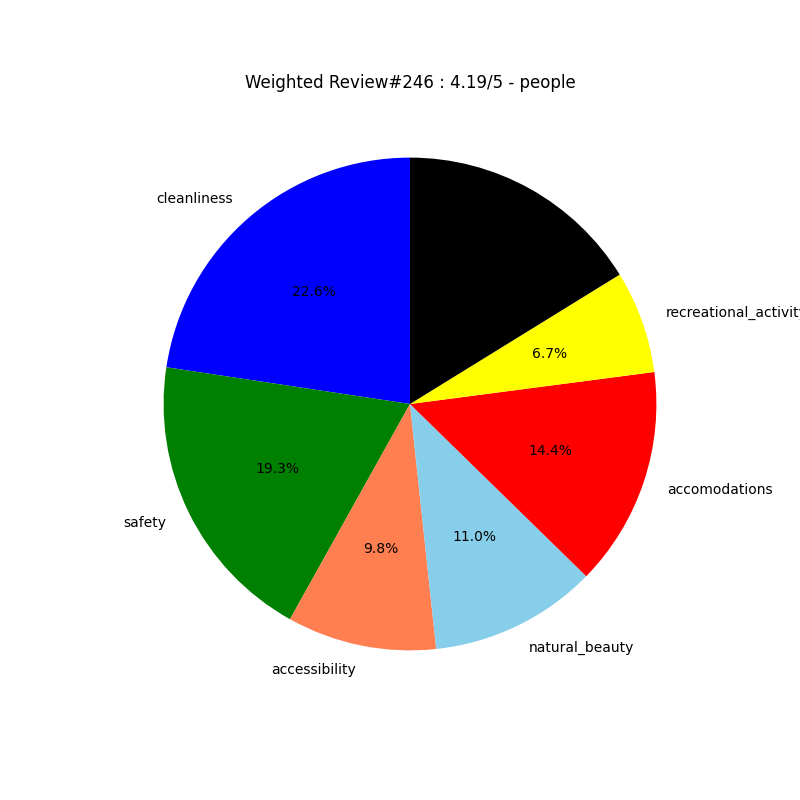 Weighted Review#246 : 4.19/5 - people
cleanliness
22.6%
recreational_activity
6.7%
19.3%
14.4%
accomodations
safety
9.8%
11.0%
natural_beauty
accessibility